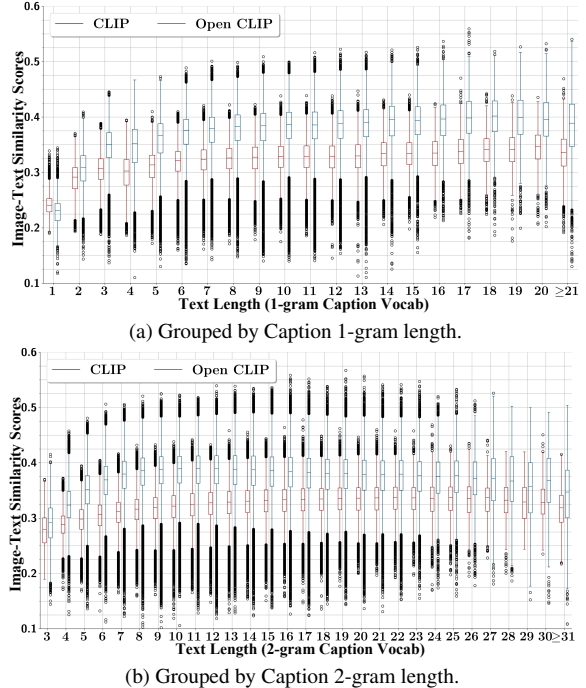 CLIP Open CLIP
Image-Text Similarity Scores
0.6
0.5
0.4
0.3
0.2
0.1
1 2 3 4 5 6 7 8 9 10 11 12 13 14 15 16 17 18 19 20 ≥21
Text Length (1-gram Caption Vocab)
(a) Grouped by Caption 1-gram length.
CLIP Open CLIP
Image-Text Similarity Scores
0.6
0.5
0.4
0.3
0.2
0.1
3 4 5 6 7 8 9 10 11 12 13 14 15 16 17 18 19 20 21 22 23 24 25 26 27 28 29 30 ≥31
Text Length (2-gram Caption Vocab)
(b) Grouped by Caption 2-gram length.